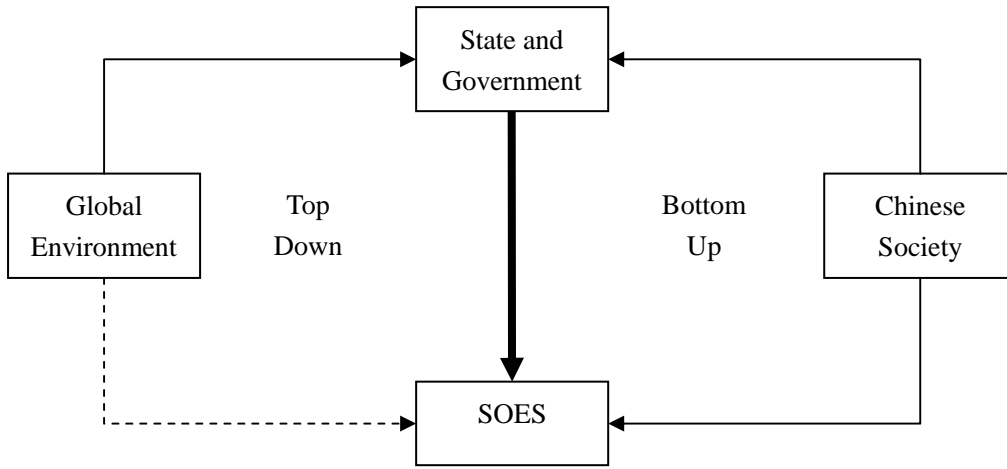 State and
Government
Global
Environment
Top
Down
Bottom
Up
Chinese
Society
SOES